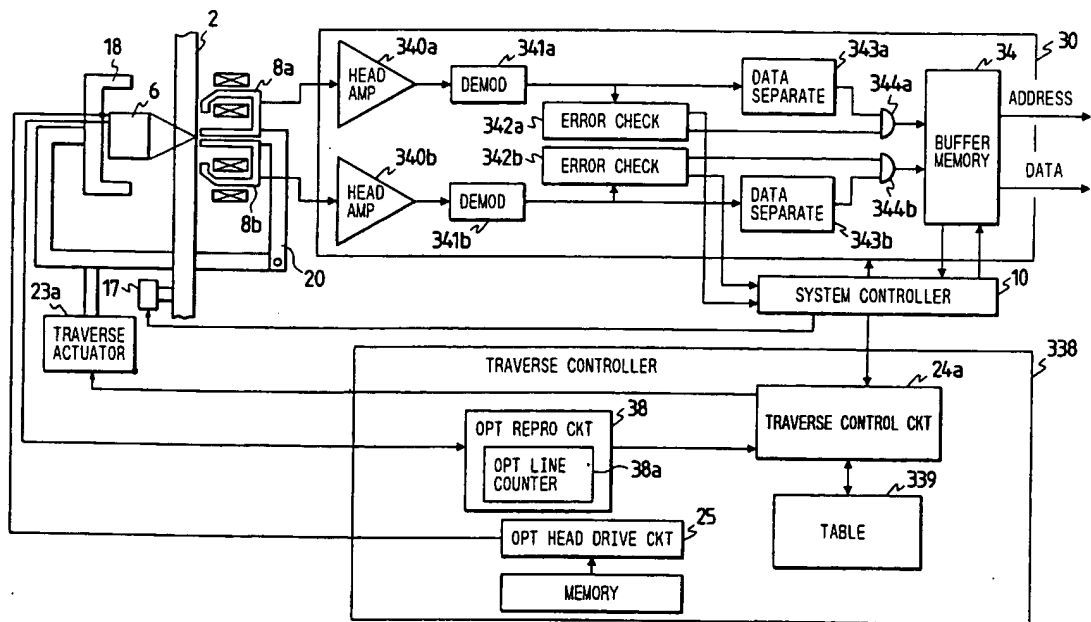 2
18
6
8a
8b
20
17
23a
TRAVERSE
ACTUATOR
340a
HEAD
AMP
341a
DEMOD
342a
ERROR CHECK
342b
ERROR CHECK
340b
HEAD
AMP
DEMOD
341b
343a
DATA
SEPARATE
344a
DATA
SEPARATE
343b
344b
34
BUFFER
MEMORY
30
ADDRESS
DATA
10
SYSTEM CONTROLLER
338
TRAVERSE CONTROLLER
24a
TRAVERSE CONTROL CKT
38
OPT REPRO CKT
38a
OPT LINE
COUNTER
339
TABLE
25
OPT HEAD DRIVE CKT
MEMORY